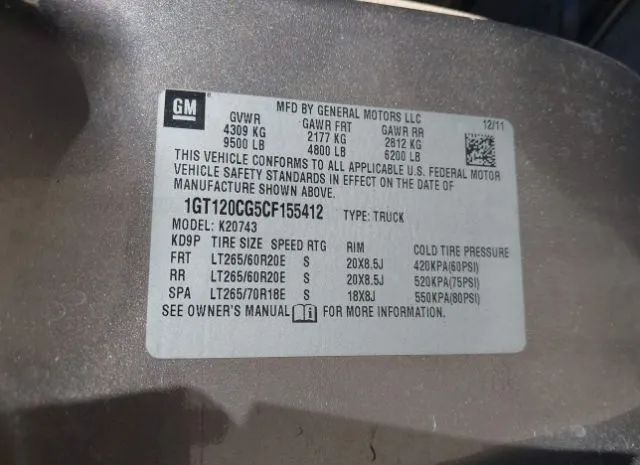 GM
MFD BY GENERAL MOTORS LLC
12/11
GVWR GAWR FRT GAWR RR
4309 KG 2177 KG 2812 KG
9500 LB 4800 LB 6200 LB
THIS VEHICLE CONFORMS TO ALL APPLICABLE U.S. FEDERAL MOTOR
VEHICLE SAFETY STANDARDS IN EFFECT ON THE DATE OF
MANUFACTURE SHOWN ABOVE.
1GT120CG5CF155412 TYPE: TRUCK
MODEL: K20743
KD9P TIRE SIZE SPEED RTG RIM COLD TIRE PRESSURE
FRT LT265/60R20E S 20X8.5J 420KPA(60PSI)
RR LT265/60R20E S 20X8.5J 520KPA(75PSI)
SPA LT265/70R18E S 18X8J 550KPA(80PSI)
SEE OWNER'S MANUAL FOR MORE INFORMATION.